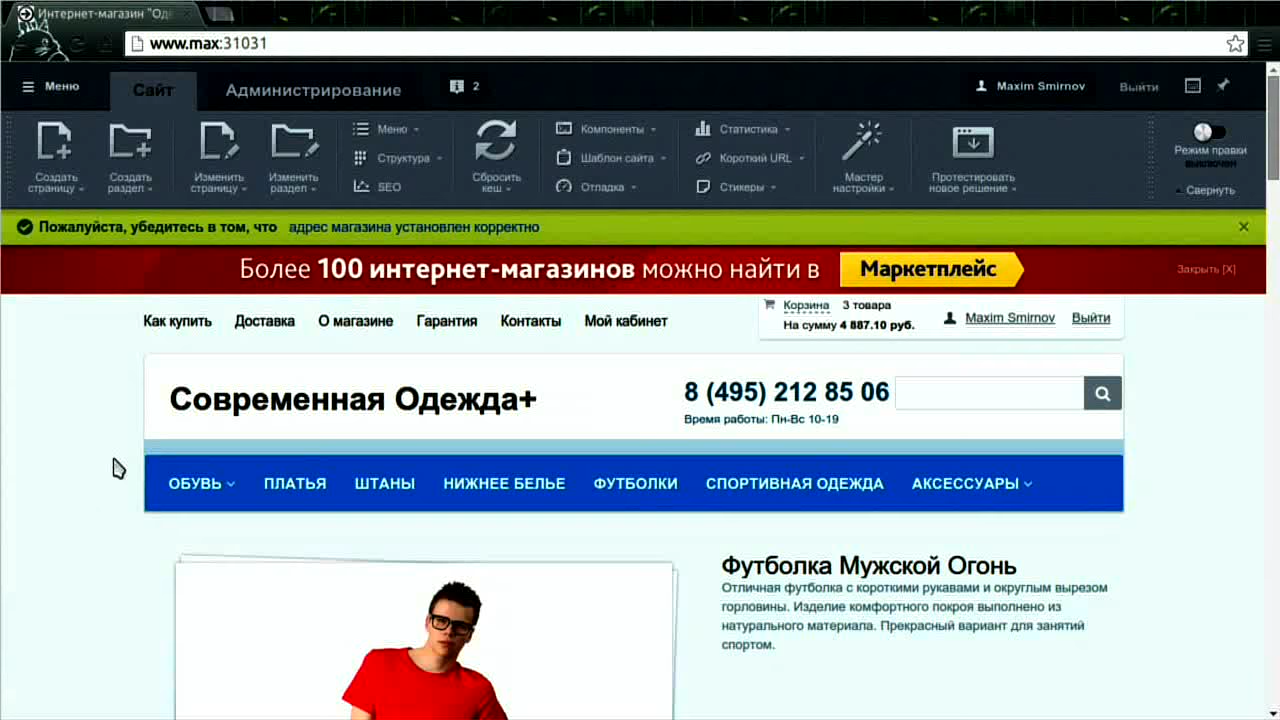 Интернет-магазин "Од
www.max:31031
Меню
Сайт
Администрирование
2
Maxim Smirnov
Выйти
Создать страницу
Создать раздел
Изменить страницу
Изменить раздел
Меню
Структура
SEO
Сбросить кеш
Компоненты
Шаблон сайта
Отладка
Статистика
Короткий URL
Стикеры
Мастер настройки
Протестировать новое решение
Режим правки
выключен
Свернуть
Пожалуйста, убедитесь в том, что адрес магазина установлен корректно
Более 100 интернет-магазинов можно найти в Маркетплейс
Закрыть [X]
Как купить Доставка О магазине Гарантия Контакты Мой кабинет
Корзина 3 товара
На сумму 4 887.10 руб.
Maxim Smirnov Выйти
Современная Одежда+
8 (495) 212 85 06
Время работы: Пн-Вс 10-19
ОБУВЬ ПЛАТЬЯ ШТАНЫ НИЖНЕЕ БЕЛЬЕ ФУТБОЛКИ СПОРТИВНАЯ ОДЕЖДА АКСЕССУАРЫ
Футболка Мужской Огонь
Отличная футболка с короткими рукавами и округлым вырезом
горловины. Изделие комфортного покроя выполнено из
натурального материала. Прекрасный вариант для занятий
спортом.